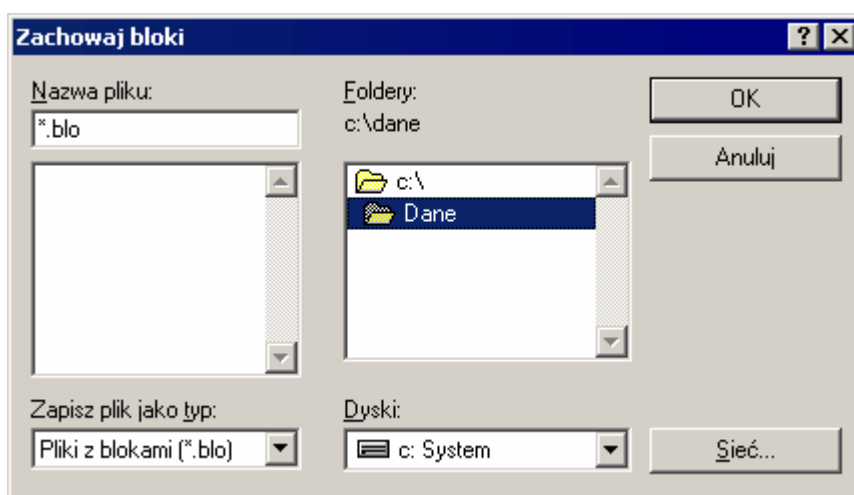 Zachowaj bloki
Nazwa pliku:
*.blo
Foldery:
c:\dane
c:\
Dane
OK
Anuluj
Zapisz plik jako typ:
Pliki z blokami (*.blo)
Dyski:
c: System
Sieć...